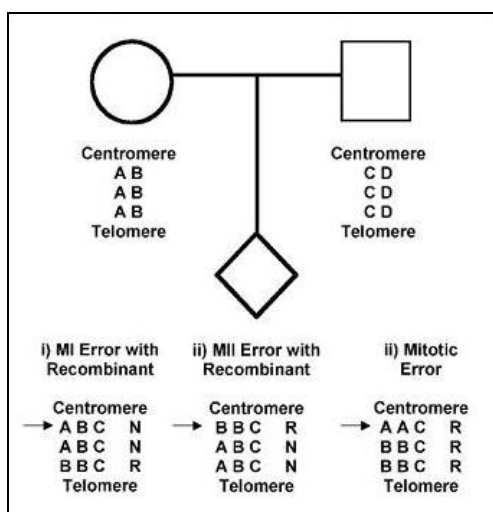 Centromere
A B
A B
A B
Telomere
Centromere
C D
C D
C D
Telomere
i) MI Error with
Recombinant
Centromere
A B C N
A B C N
B B C R
Telomere
ii) MII Error with
Recombinant
Centromere
B B C R
A B C N
A B C N
Telomere
ii) Mitotic
Error
Centromere
A A C R
B B C R
B B C R
Telomere